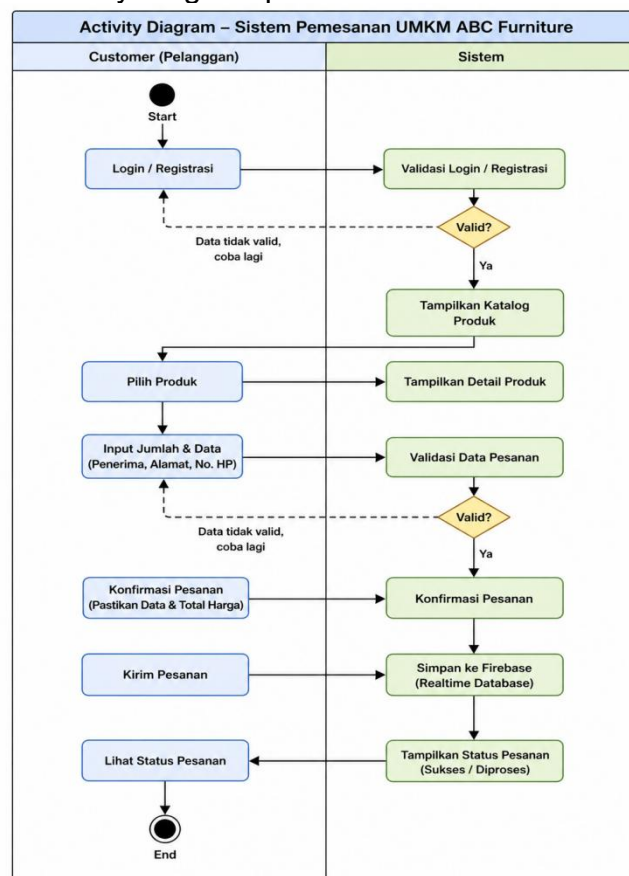 Activity Diagram – Sistem Pemesanan UMKM ABC Furniture
Customer (Pelanggan)
Sistem
Start
Login / Registrasi
Validasi Login / Registrasi
Valid?
Data tidak valid,
coba lagi
Ya
Tampilkan Katalog
Produk
Pilih Produk
Tampilkan Detail Produk
Input Jumlah & Data
(Penerima, Alamat, No. HP)
Validasi Data Pesanan
Valid?
Data tidak valid,
coba lagi
Ya
Konfirmasi Pesanan
(Pastikan Data & Total Harga)
Konfirmasi Pesanan
Kirim Pesanan
Simpan ke Firebase
(Realtime Database)
Lihat Status Pesanan
Tampilkan Status Pesanan
(Sukses / Diproses)
End